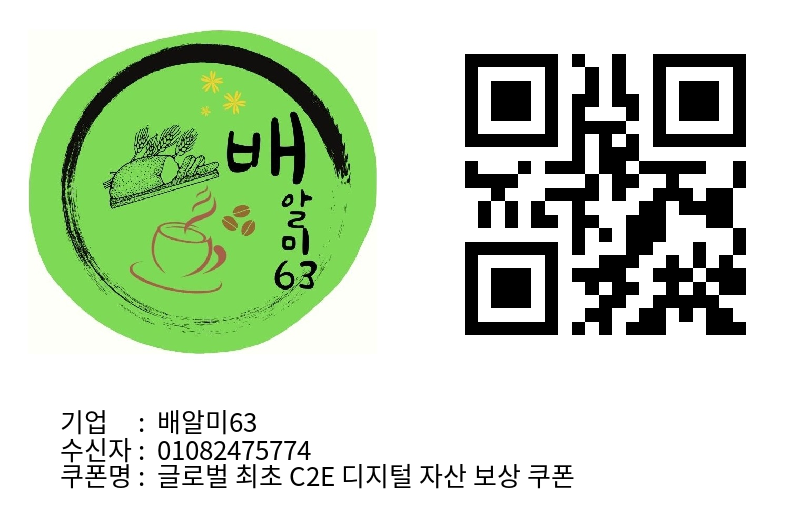 배
알
미
63
기업 : 배알미63
수신자 : 01082475774
쿠폰명 : 글로벌 최초 C2E 디지털 자산 보상 쿠폰